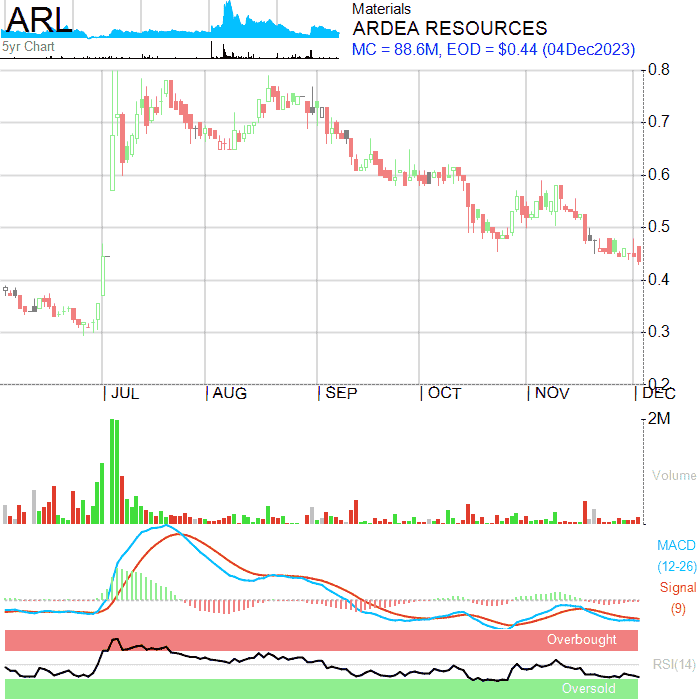 ARL
5yr Chart
Materials
ARDEA RESOURCES
MC = 88.6M, EOD = $0.44 (04Dec2023)
0.8
0.7
0.6
0.5
0.4
0.3
0.2
| JUL | AUG | SEP | OCT | NOV | DEC
2M
Volume
MACD
(12-26)
Signal
(9)
Overbought
RSI(14)
Oversold